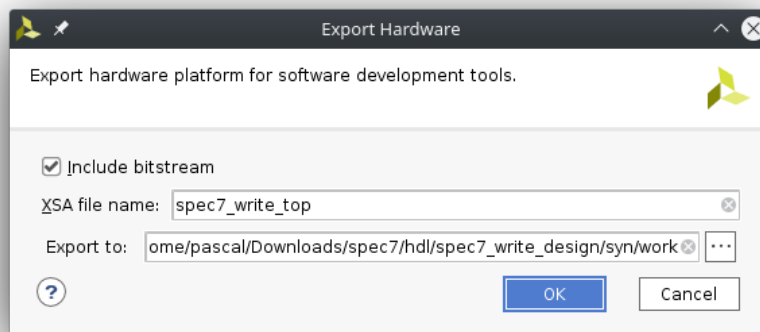 Export Hardware
Export hardware platform for software development tools.
Include bitstream
XSA file name: spec7_write_top
Export to: ome/pascal/Downloads/spec7/hdl/spec7_write_design/syn/work ...
? OK Cancel